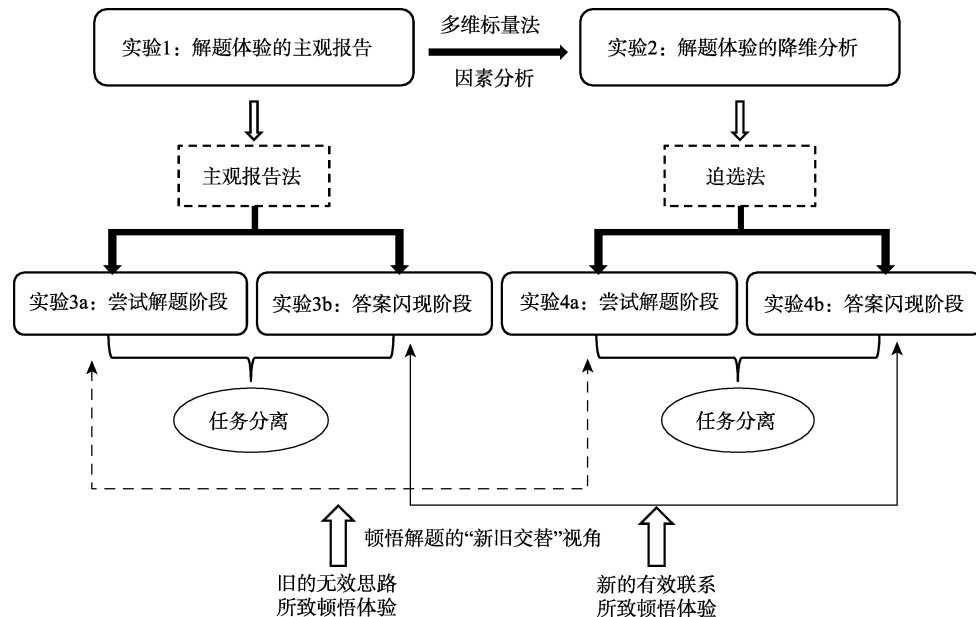 实验1：解题体验的主观报告
多维标量法
因素分析
实验2：解题体验的降维分析
主观报告法
迫选法
实验3a：尝试解题阶段
实验3b：答案闪现阶段
实验4a：尝试解题阶段
实验4b：答案闪现阶段
任务分离
任务分离
顿悟解题的“新旧交替”视角
旧的无效思路
所致顿悟体验
新的有效联系
所致顿悟体验